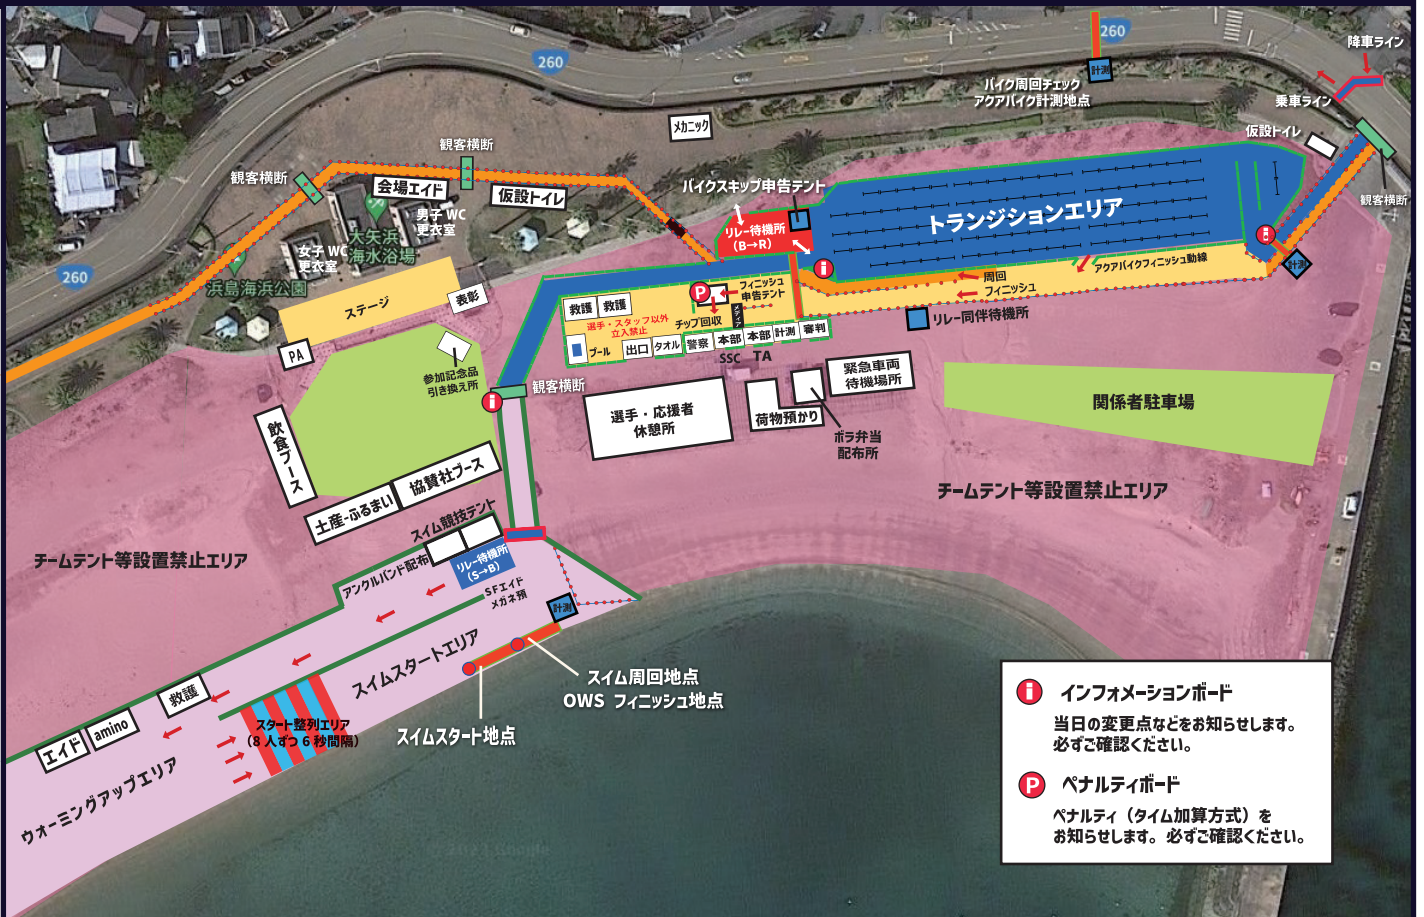 260
260
降車ライン
計測
バイク周回チェック
アクアバイク計測地点
乗車ライン
メカニック
仮設トイレ
観客横断
観客横断
会場エイド
バイクスキップ申告テント
仮設トイレ
観客横断
男子 WC
更衣室
トランジションエリア
リレー待機所
(B→R)
大矢浜
海水浴場
女子 WC
更衣室
i
i
計測
アクアバイクフィニッシュ動線
260
浜島海浜公園
周回
フィニッシュ
P
フィニッシュ
申告テント
表彰
ステージ
救護
救護
メディア
リレー同伴待機所
選手・スタッフ以外
立入禁止
チップ回収
プール
出口
タオル
警察
本部
本部
計測
審判
SSC
TA
PA
参加記念品
引き換え所
観客横断
i
緊急車両
待機場所
選手・応援者
休憩所
荷物預かり
関係者駐車場
ボラ弁当
配布所
飲食ブース
協賛社ブース
土産-ふるまい
チームテント等設置禁止エリア
スイム競技テント
チームテント等設置禁止エリア
アンクルバンド配布
リレー待機所
(S→B)
SFエイド
メガネ預
計測
スイムスタートエリア
スイム周回地点
OWS フィニッシュ地点
救護
スタート整列エリア
(8人ずつ6秒間隔)
スイムスタート地点
amino
エイド
ウォーミングアップエリア
i インフォメーションボード
当日の変更点などをお知らせします。
必ずご確認ください。
P ペナルティボード
ペナルティ（タイム加算方式）を
お知らせします。必ずご確認ください。